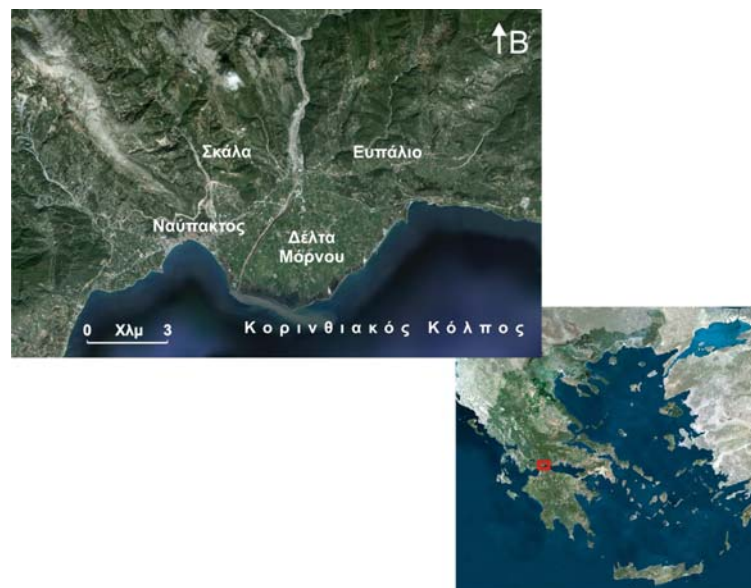 Β
Σκάλα
Ευπάλιο
Ναύπακτος
Δέλτα
Μόρνου
0 Χλμ 3
Κορινθιακός Κόλπος